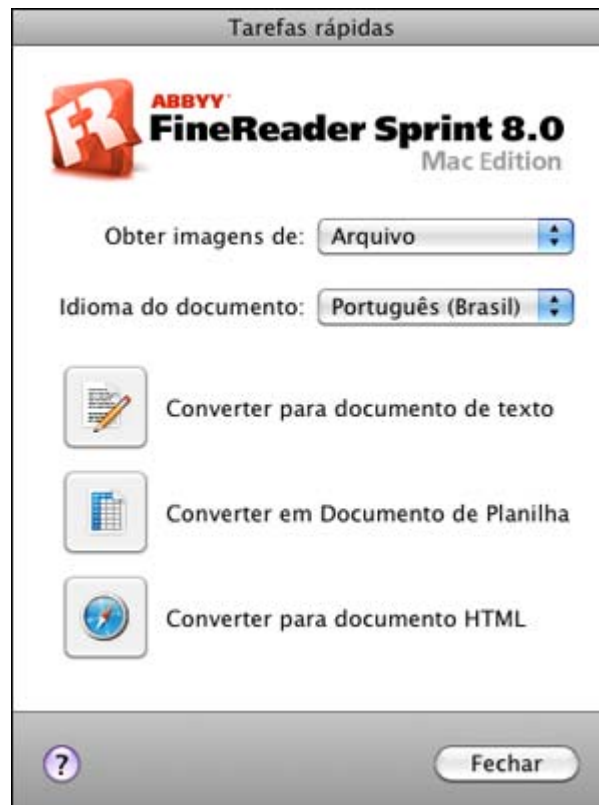 Tarefas rápidas
ABBYY
FineReader Sprint 8.0
Mac Edition
Obter imagens de: Arquivo
Idioma do documento: Português (Brasil)
Converter para documento de texto
Converter em Documento de Planilha
Converter para documento HTML
? Fechar